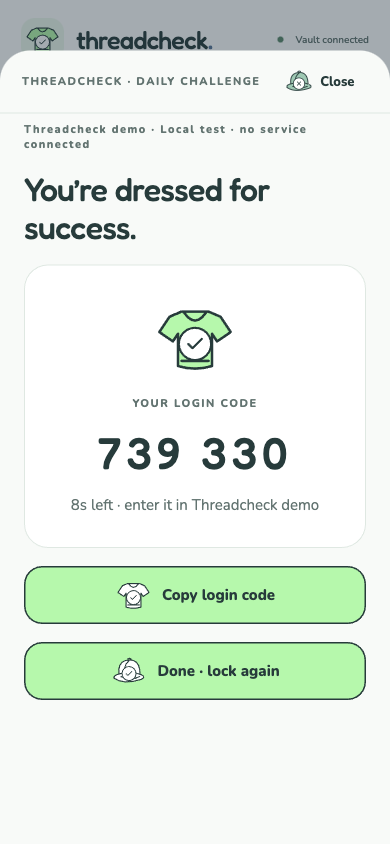 threadcheck.
Vault connected
THREADCHECK · DAILY CHALLENGE
Close
Threadcheck demo · Local test · no service
connected
You’re dressed for
success.
YOUR LOGIN CODE
739 330
8s left · enter it in Threadcheck demo
Copy login code
Done · lock again